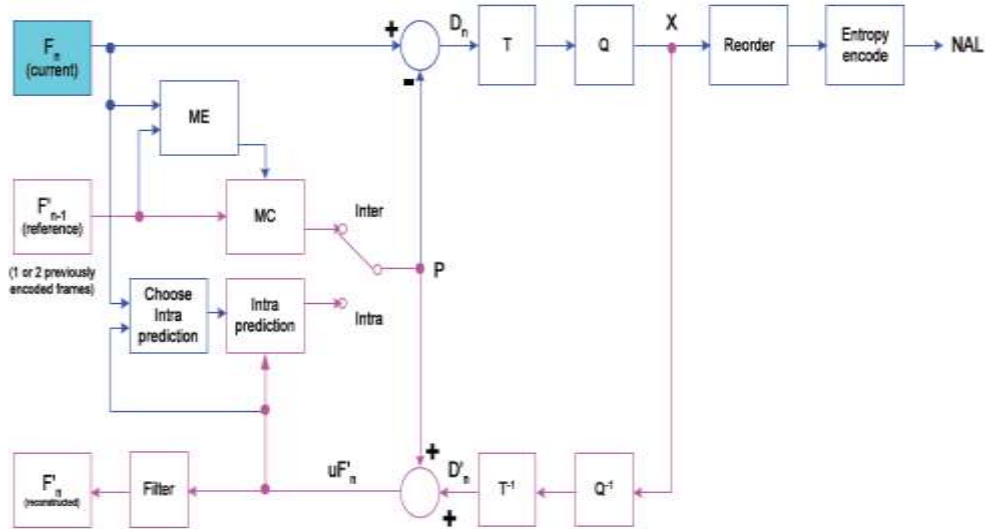 Fn
(current)
+
-
Dn
T
Q
X
Reorder
Entropy
encode
NAL
ME
F'n-1
(reference)
(1 or 2 previously
encoded frames)
MC
Inter
P
Choose
Intra
prediction
Intra
prediction
Intra
F'n
(reconstructed)
Filter
uF'n
+
+
D'n
T-1
Q-1